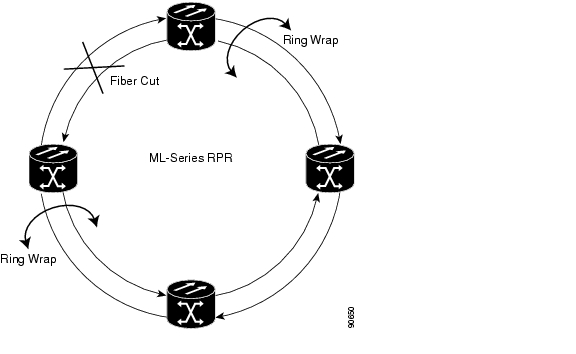 Ring Wrap
Fiber Cut
ML-Series RPR
Ring Wrap
90650